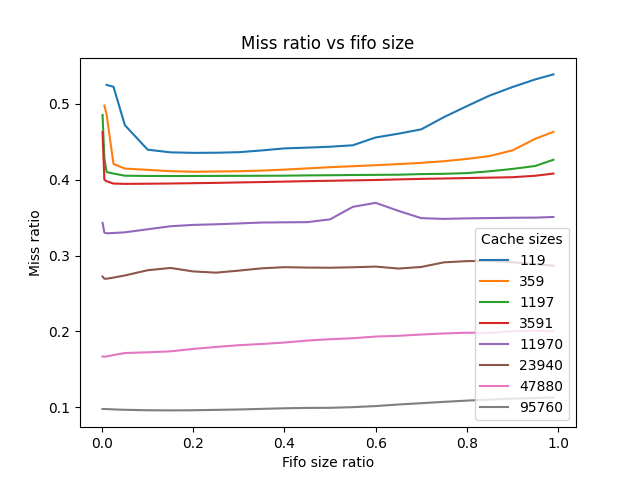 Miss ratio vs fifo size
0.5
0.4
0.3
0.2
0.1
Miss ratio
Cache sizes
119
359
1197
3591
11970
23940
47880
95760
0.0 0.2 0.4 0.6 0.8 1.0
Fifo size ratio